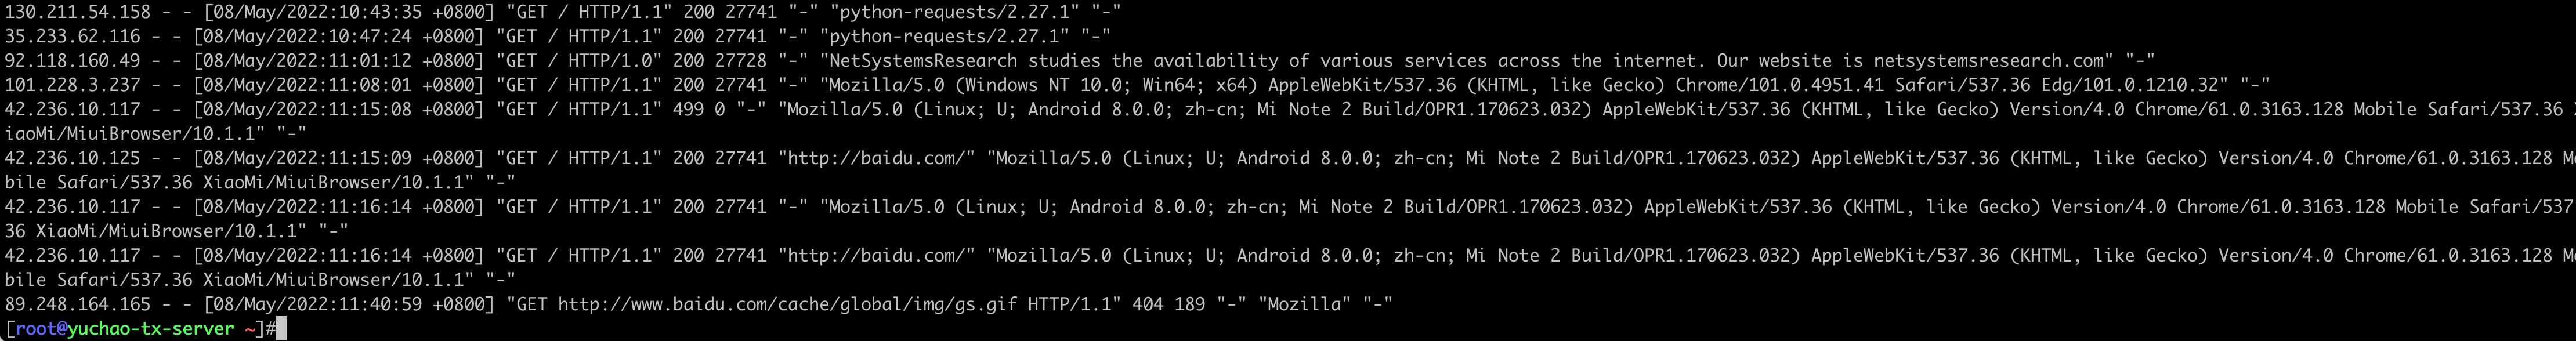 130.211.54.158 - - [08/May/2022:10:43:35 +0800] "GET / HTTP/1.1" 200 27741 "-" "python-requests/2.27.1" "-"
35.233.62.116 - - [08/May/2022:10:47:24 +0800] "GET / HTTP/1.1" 200 27741 "-" "python-requests/2.27.1" "-"
92.118.160.49 - - [08/May/2022:11:01:12 +0800] "GET / HTTP/1.0" 200 27728 "-" "NetSystemsResearch studies the availability of various services across the internet. Our website is netsystemsresearch.com" "-"
101.228.3.237 - - [08/May/2022:11:08:01 +0800] "GET / HTTP/1.1" 200 27741 "-" "Mozilla/5.0 (Windows NT 10.0; Win64; x64) AppleWebKit/537.36 (KHTML, like Gecko) Chrome/101.0.4951.41 Safari/537.36 Edg/101.0.1210.32" "-"
42.236.10.117 - - [08/May/2022:11:15:08 +0800] "GET / HTTP/1.1" 499 0 "-" "Mozilla/5.0 (Linux; U; Android 8.0.0; zh-cn; Mi Note 2 Build/OPR1.170623.032) AppleWebKit/537.36 (KHTML, like Gecko) Version/4.0 Chrome/61.0.3163.128 Mobile Safari/537.36
iaoMi/MiuiBrowser/10.1.1" "-"
42.236.10.125 - - [08/May/2022:11:15:09 +0800] "GET / HTTP/1.1" 200 27741 "http://baidu.com/" "Mozilla/5.0 (Linux; U; Android 8.0.0; zh-cn; Mi Note 2 Build/OPR1.170623.032) AppleWebKit/537.36 (KHTML, like Gecko) Version/4.0 Chrome/61.0.3163.128 M
bile Safari/537.36 XiaoMi/MiuiBrowser/10.1.1" "-"
42.236.10.117 - - [08/May/2022:11:16:14 +0800] "GET / HTTP/1.1" 200 27741 "-" "Mozilla/5.0 (Linux; U; Android 8.0.0; zh-cn; Mi Note 2 Build/OPR1.170623.032) AppleWebKit/537.36 (KHTML, like Gecko) Version/4.0 Chrome/61.0.3163.128 Mobile Safari/537
36 XiaoMi/MiuiBrowser/10.1.1" "-"
42.236.10.117 - - [08/May/2022:11:16:14 +0800] "GET / HTTP/1.1" 200 27741 "http://baidu.com/" "Mozilla/5.0 (Linux; U; Android 8.0.0; zh-cn; Mi Note 2 Build/OPR1.170623.032) AppleWebKit/537.36 (KHTML, like Gecko) Version/4.0 Chrome/61.0.3163.128 M
bile Safari/537.36 XiaoMi/MiuiBrowser/10.1.1" "-"
89.248.164.165 - - [08/May/2022:11:40:59 +0800] "GET http://www.baidu.com/cache/global/img/gs.gif HTTP/1.1" 404 189 "-" "Mozilla" "-"
[root@yuchao-tx-server ~]#